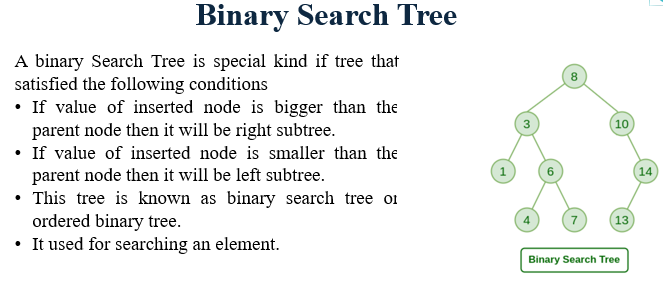 Binary Search Tree
A binary Search Tree is special kind if tree that
satisfied the following conditions
• If value of inserted node is bigger than the
parent node then it will be right subtree.
• If value of inserted node is smaller than the
parent node then it will be left subtree.
• This tree is known as binary search tree or
ordered binary tree.
• It used for searching an element.
8
3 10
1 6 14
4 7 13
Binary Search Tree